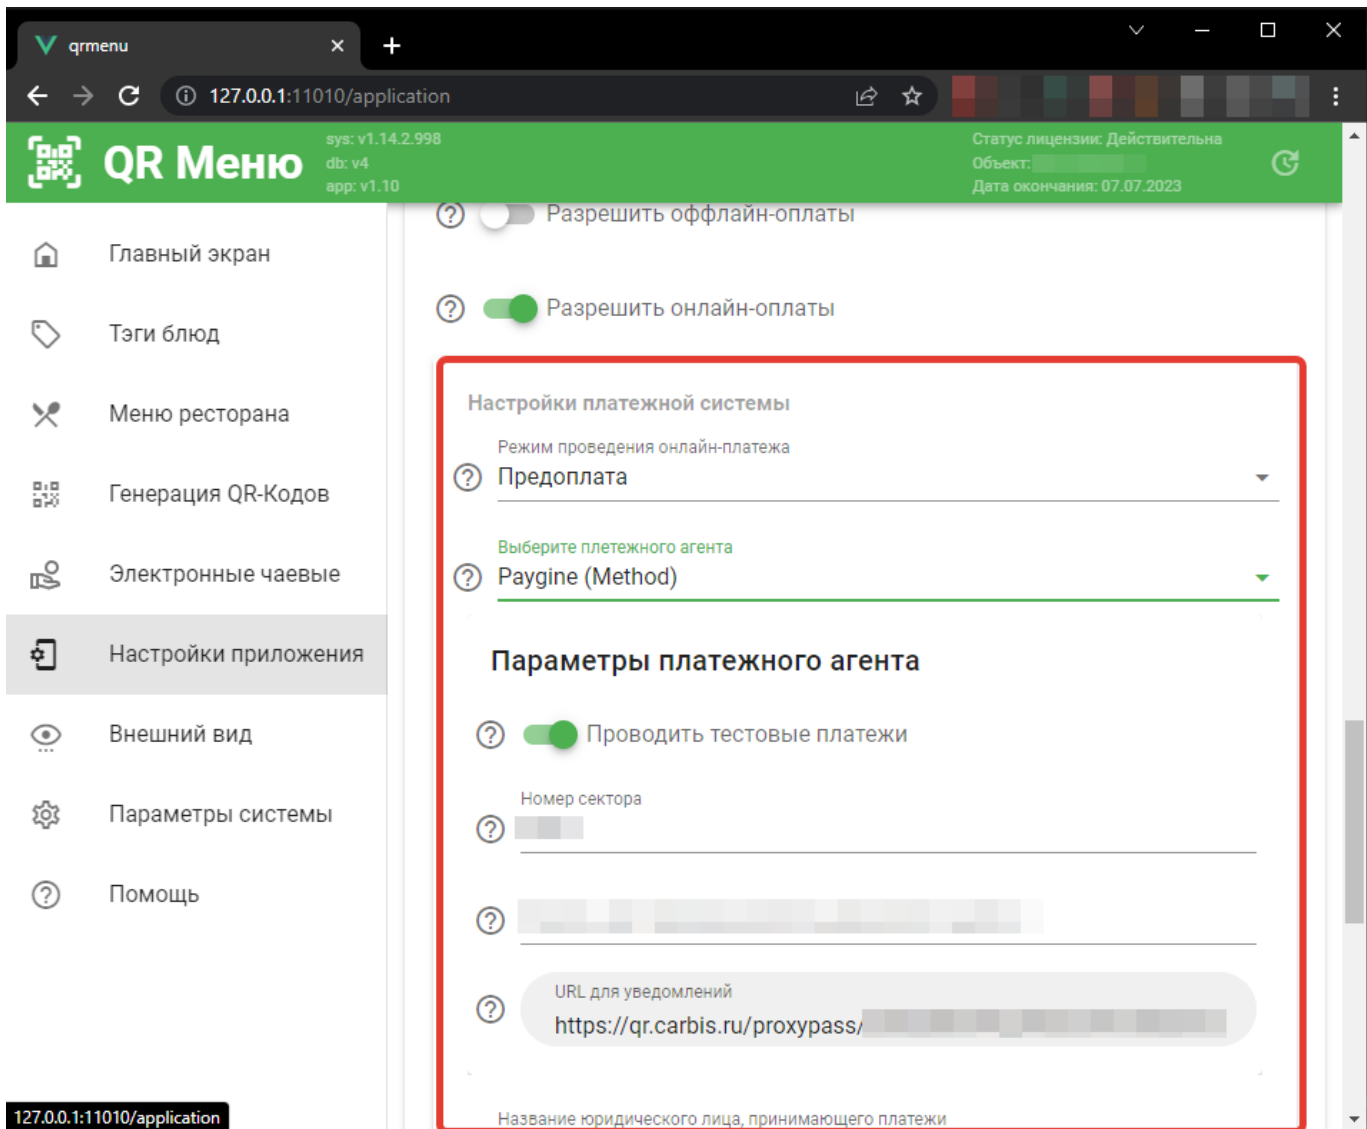 qrmenu
127.0.0.1:11010/application
QR Меню
sys: v1.14.2.998
db: v4
app: v1.10
Статус лицензии: Действительна
Объект:
Дата окончания: 07.07.2023
Главный экран
Тэги блюд
Меню ресторана
Генерация QR-Кодов
Электронные чаевые
Настройки приложения
Внешний вид
Параметры системы
Помощь
Разрешить оффлайн-оплаты
Разрешить онлайн-оплаты
Настройки платежной системы
Режим проведения онлайн-платежа
Предоплата
Выберите плетежного агента
Paygine (Method)
Параметры платежного агента
Проводить тестовые платежи
Номер сектора
URL для уведомлений
https://qr.carbis.ru/proxypass/
Название юридического лица, принимающего платежи
127.0.0.1:11010/application